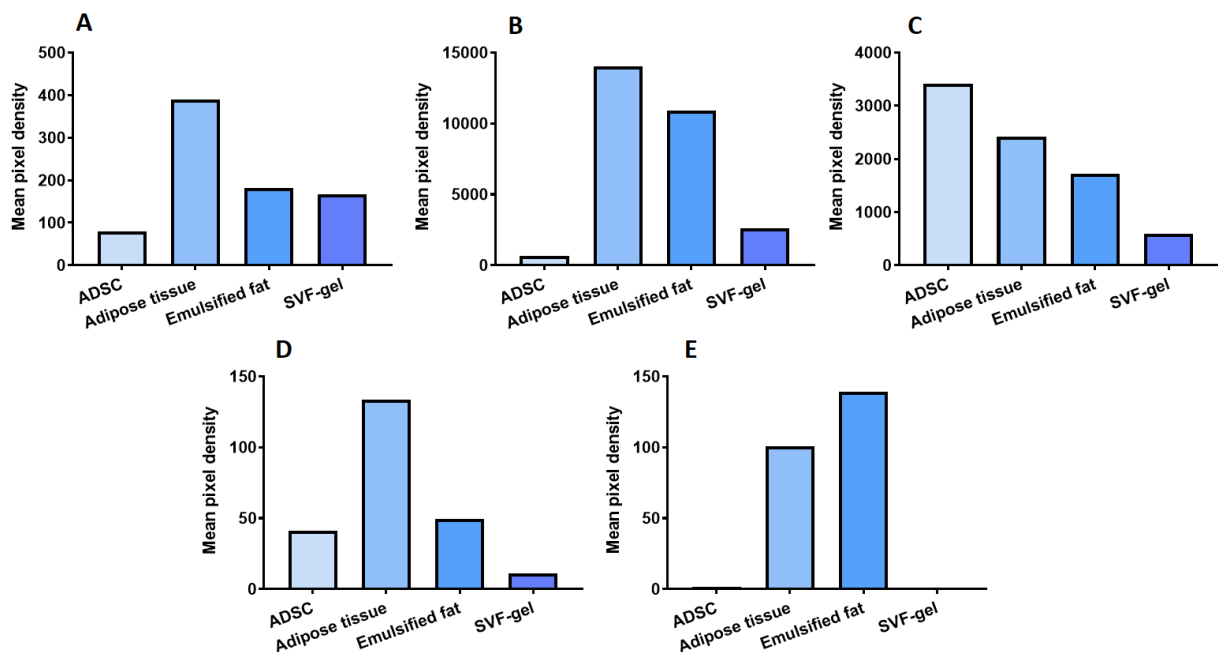 A
Mean pixel density
500
400
300
200
100
0
ADSC
Adipose tissue
Emulsified fat
SVF-gel
B
Mean pixel density
15000
10000
5000
0
ADSC
Adipose tissue
Emulsified fat
SVF-gel
C
Mean pixel density
4000
3000
2000
1000
0
ADSC
Adipose tissue
Emulsified fat
SVF-gel
D
Mean pixel density
150
100
50
0
ADSC
Adipose tissue
Emulsified fat
SVF-gel
E
Mean pixel density
150
100
50
0
ADSC
Adipose tissue
Emulsified fat
SVF-gel